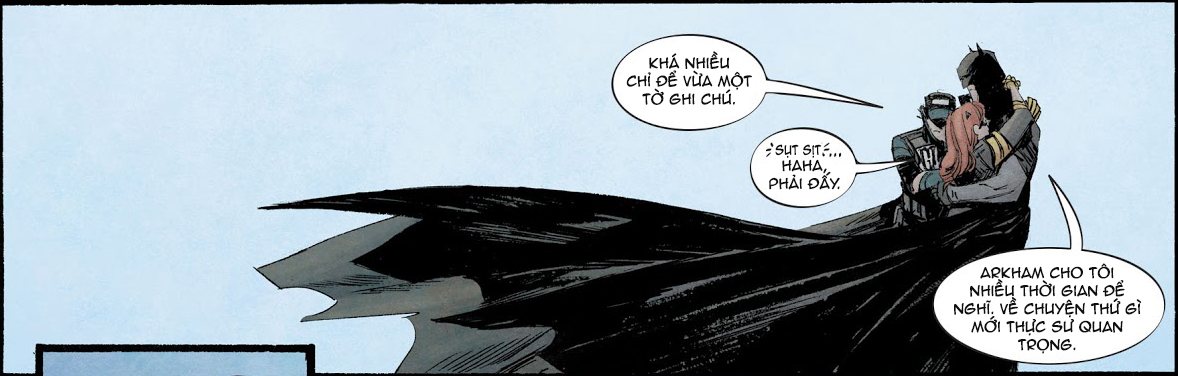 KHÁ NHIỀU
CHỈ ĐỂ VỪA MỘT
TỜ GHI CHÚ.
SỤT SỊT...
HAHA,
PHẢI ĐẤY.
ARKHAM CHO TÔI
NHIỀU THỜI GIAN ĐỂ
NGHĨ. VỀ CHUYỆN THỨ GÌ
MỚI THỰC SƯ QUAN
TRỌNG.